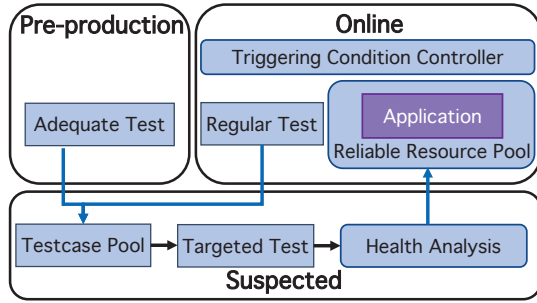 Pre-production
Online
Triggering Condition Controller
Adequate Test
Regular Test
Application
Reliable Resource Pool
Testcase Pool
Targeted Test
Health Analysis
Suspected